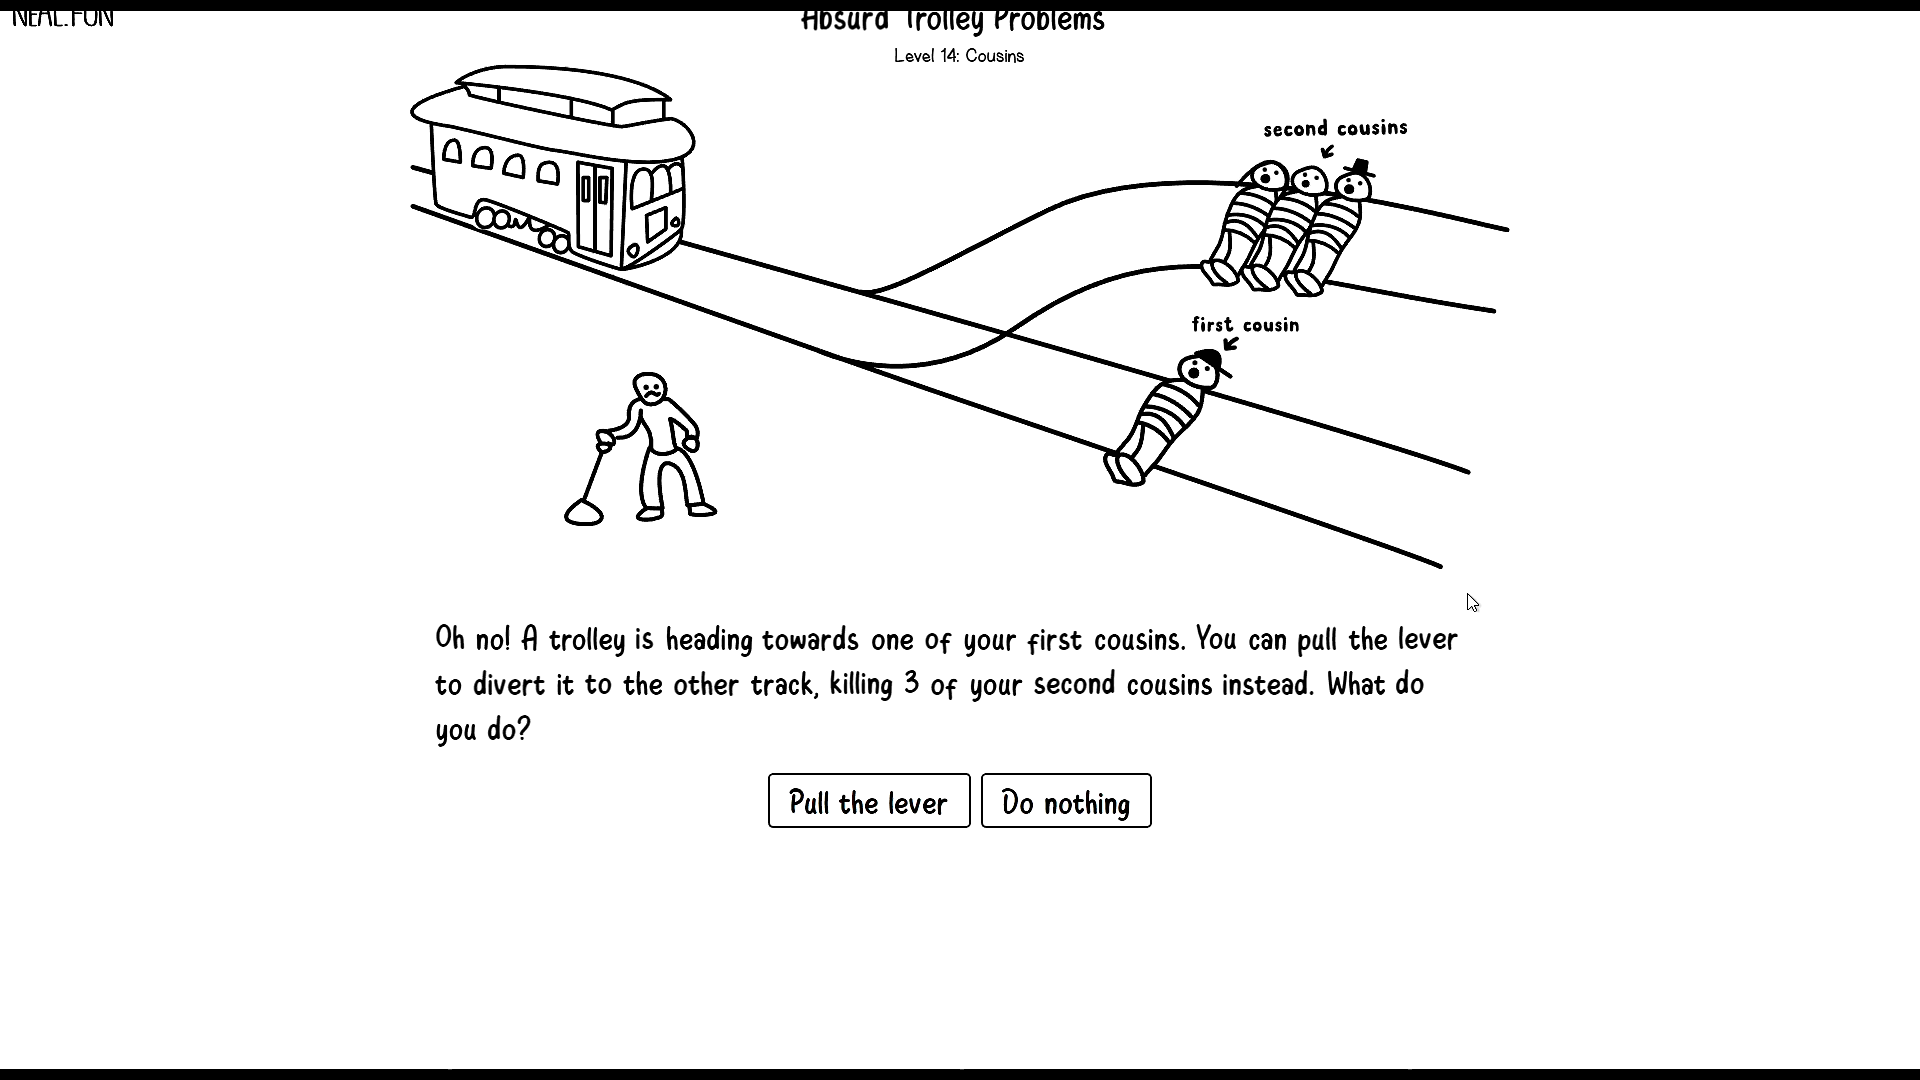 NEAL.FUN
Absurd Trolley Problems
Level 14: Cousins
second cousins
first cousin
Oh no! A trolley is heading towards one of your first cousins. You can pull the lever
to divert it to the other track, killing 3 of your second cousins instead. What do
you do?
Pull the lever
Do nothing